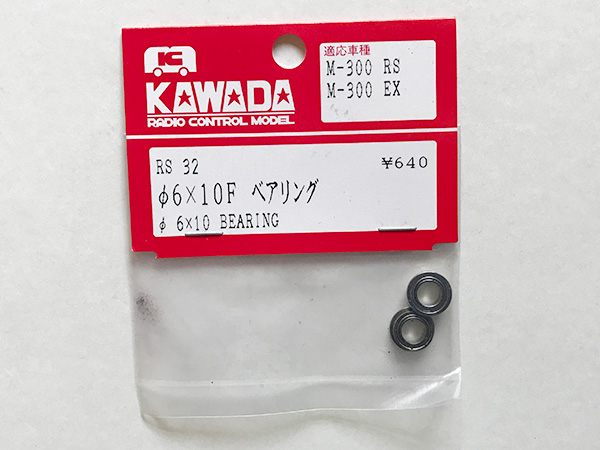 K
KAWADA
RADIO CONTROL MODEL
適応車種
M-300 RS
M-300 EX
RS 32
¥640
φ6×10F ベアリング
φ 6×10 BEARING